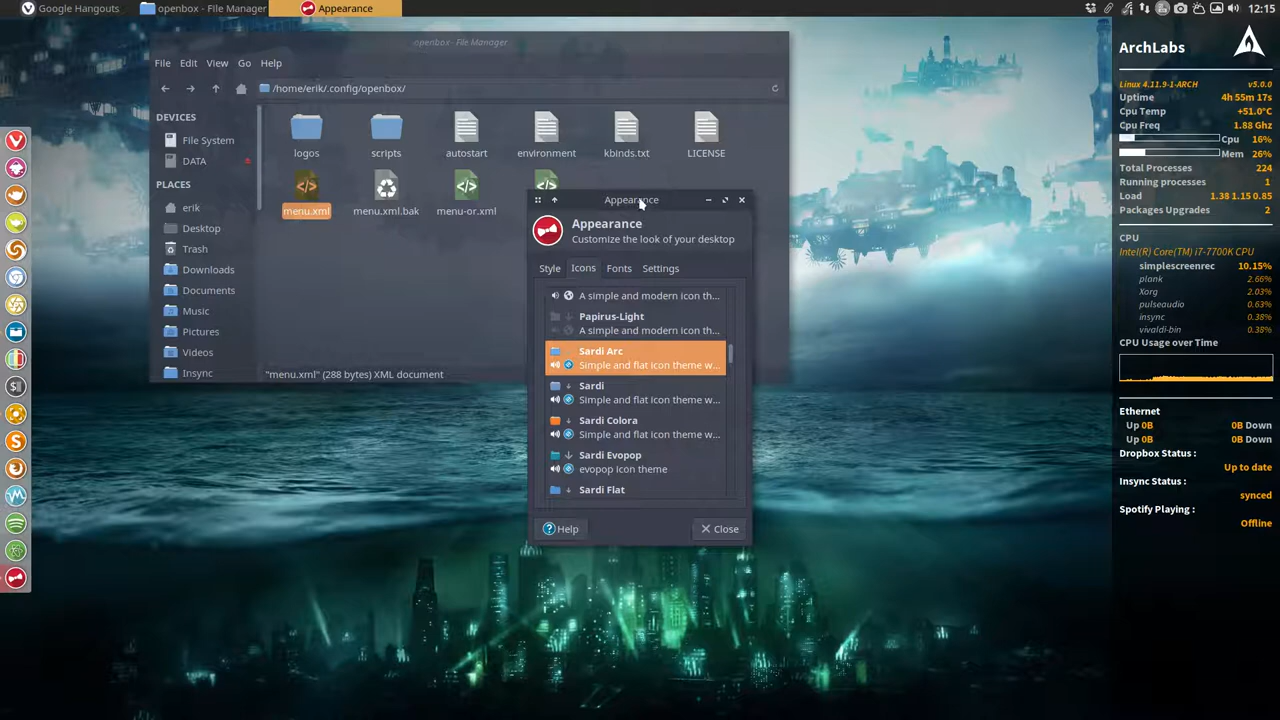 Google Hangouts
openbox - File Manager
Appearance
12:15
openbox - File Manager
File Edit View Go Help
/home/erik/.config/openbox/
DEVICES
File System
DATA
PLACES
erik
Desktop
Trash
Downloads
Documents
Music
Pictures
Videos
Insync
logos
scripts
autostart
environment
kbinds.txt
LICENSE
menu.xml
menu.xml.bak
menu-or.xml
"menu.xml" (288 bytes) XML document
Appearance
Appearance
Customize the look of your desktop
Style Icons Fonts Settings
A simple and modern icon th...
Papirus-Light
A simple and modern icon th...
Sardi Arc
Simple and flat icon theme w...
Sardi
Simple and flat icon theme w...
Sardi Colora
Simple and flat icon theme w...
Sardi Evopop
evopop icon theme
Sardi Flat
Help
Close
ArchLabs
Linux 4.11.9-1-ARCH v5.0.0
Uptime 4h 55m 17s
Cpu Temp +51.0°C
Cpu Freq 1.88 Ghz
Cpu 16%
Mem 26%
Total Processes 224
Running processes 1
Load 1.38 1.15 0.85
Packages Upgrades 2
CPU
Intel(R) Core(TM) i7-7700K CPU
simplescreenrec 10.15%
plank 2.66%
Xorg 2.03%
pulseaudio 0.63%
insync 0.38%
vivaldi-bin 0.38%
CPU Usage over Time
Ethernet
Up 0B 0B Down
Up 0B 0B Down
Dropbox Status :
Up to date
Insync Status :
synced
Spotify Playing :
Offline